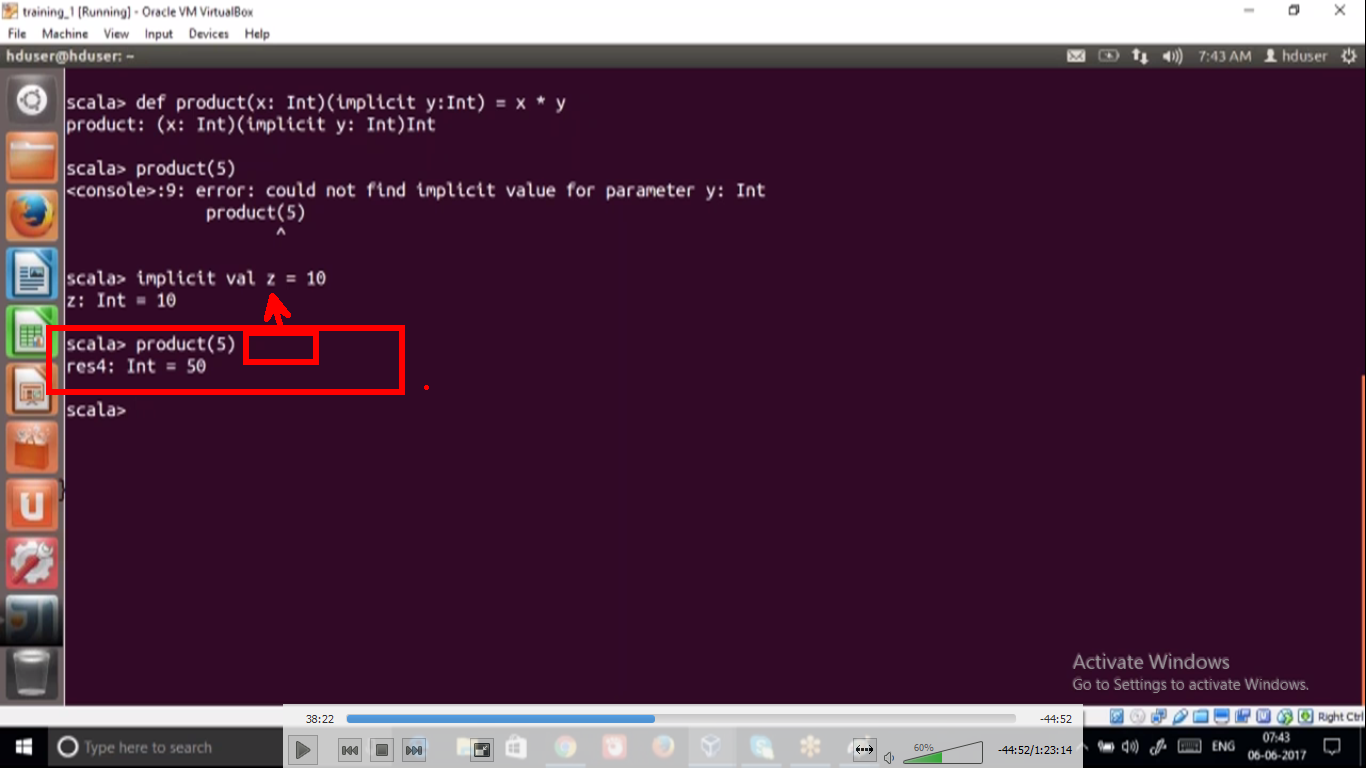 training_1 [Running] - Oracle VM VirtualBox
File Machine View Input Devices Help
hduser@hduser: ~
7:43 AM hduser
scala> def product(x: Int)(implicit y:Int) = x * y
product: (x: Int)(implicit y: Int)Int
scala> product(5)
<console>:9: error: could not find implicit value for parameter y: Int
product(5)
^
scala> implicit val z = 10
z: Int = 10
scala> product(5)
res4: Int = 50
scala>
Activate Windows
Go to Settings to activate Windows.
Right Ctrl
38:22
-44:52
Type here to search
60%
-44:52/1:23:14
ENG
07:43
06-06-2017